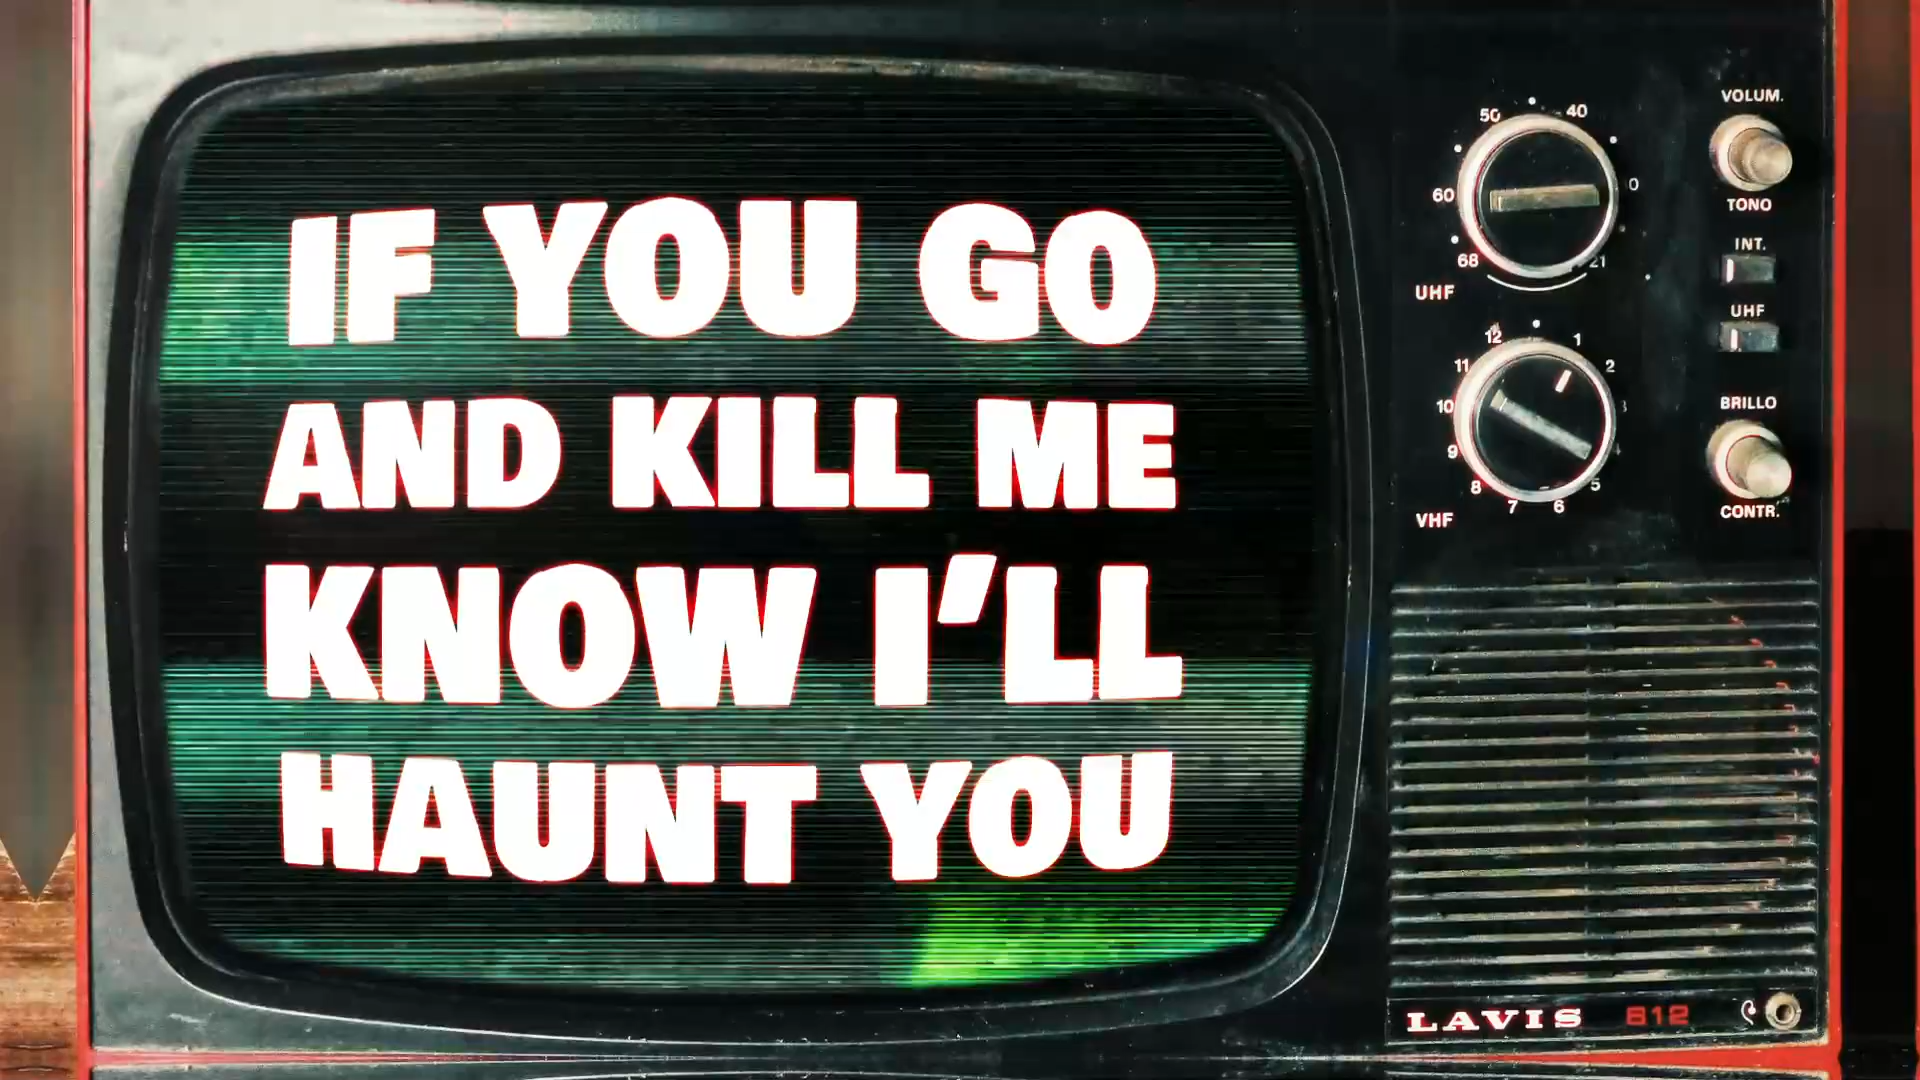 IF YOU GO
AND KILL ME
KNOW I'LL
HAUNT YOU
50 40
60 0
68 21
UHF
12 1
11 2
10 3
9
8 5
7 6
VHF
VOLUM.
TONO
INT.
UHF
BRILLO
CONTR.
LAVIS 812